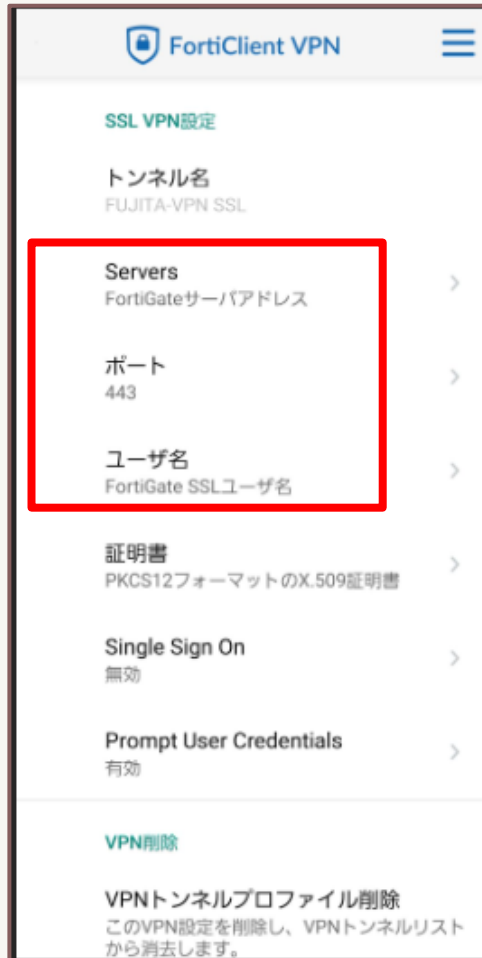 FortiClient VPN
SSL VPN設定
トンネル名
FUJITA-VPN SSL
Servers
FortiGateサーバアドレス
ポート
443
ユーザ名
FortiGate SSLユーザ名
証明書
PKCS12フォーマットのX.509証明書
Single Sign On
無効
Prompt User Credentials
有効
VPN削除
VPNトンネルプロファイル削除
このVPN設定を削除し、VPNトンネルリスト
から消去します。